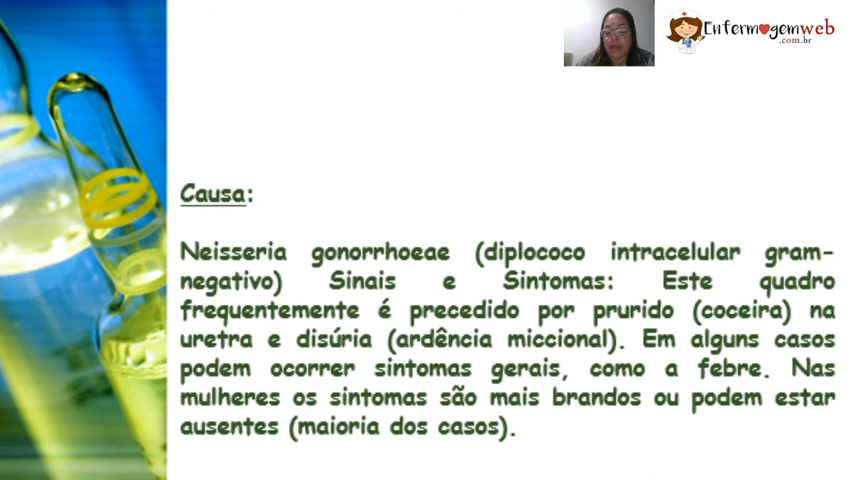 Enfermagemweb
.com.br
Causa:
Neisseria gonorrhoeae (diplococo intracelular gram-
negativo) Sinais e Sintomas: Este quadro
frequentemente é precedido por prurido (coceira) na
uretra e disúria (ardência miccional). Em alguns casos
podem ocorrer sintomas gerais, como a febre. Nas
mulheres os sintomas são mais brandos ou podem estar
ausentes (maioria dos casos).